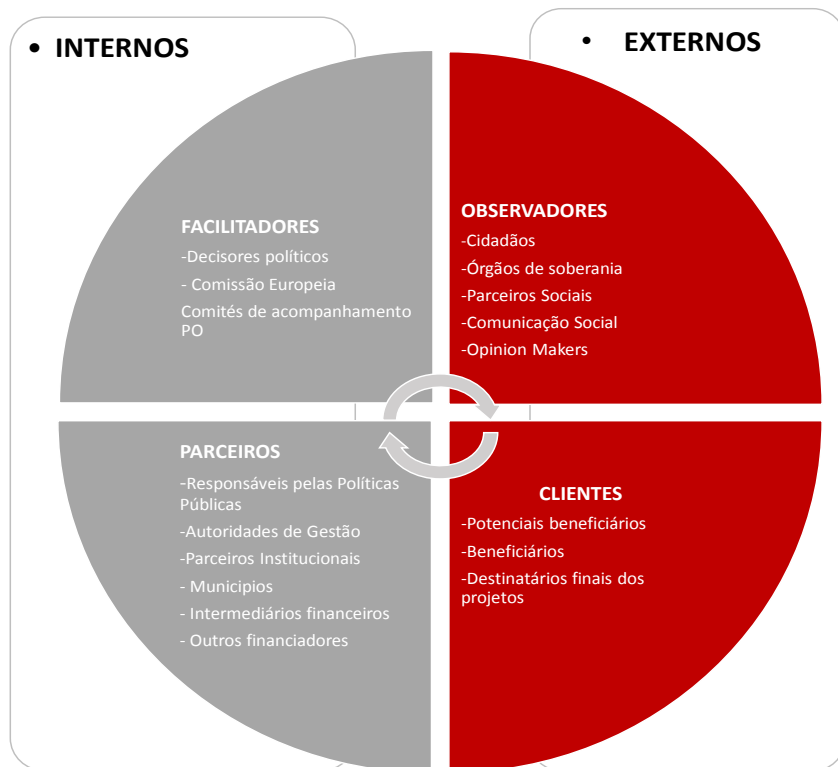 • INTERNOS
• EXTERNOS
FACILITADORES
-Decisores políticos
- Comissão Europeia
Comités de acompanhamento
PO
OBSERVADORES
-Cidadãos
-Órgãos de soberania
-Parceiros Sociais
-Comunicação Social
-Opinion Makers
PARCEIROS
-Responsáveis pelas Políticas
Públicas
-Autoridades de Gestão
-Parceiros Institucionais
- Municipios
- Intermediários financeiros
- Outros financiadores
CLIENTES
-Potenciais beneficiários
-Beneficiários
-Destinatários finais dos
projetos